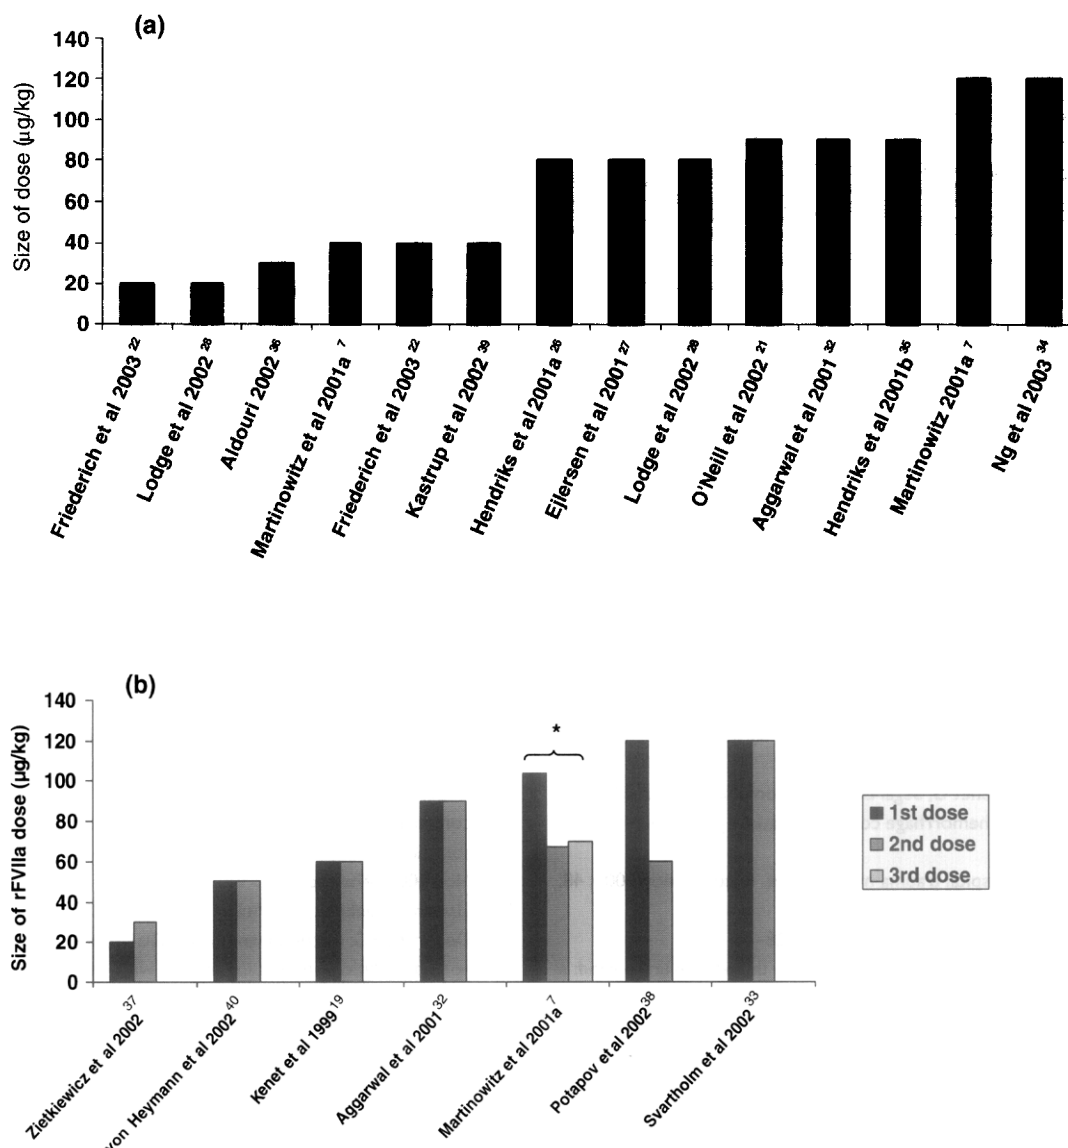 (a)
Size of dose (µg/kg)
140
120
100
80
60
40
20
0
Friederich et al 2003 22
Lodge et al 2002 28
Aldouri 2002 36
Martinowitz et al 2001a 7
Friederich et al 2003 22
Kastrup et al 2002 39
Hendriks et al 2001a 26
Ejlersen et al 2001 27
Lodge et al 2002 28
O'Neill et al 2002 21
Aggarwal et al 2001 32
Hendriks et al 2001b 35
Martinowitz 2001a 7
Ng et al 2003 34
(b)
Size of rFVIIa dose (µg/kg)
140
120
100
80
60
40
20
0
*
Zietkiewicz et al 2002 37
von Heymann et al 2002 40
Kenet et al 1999 19
Aggarwal et al 2001 32
Martinowitz et al 2001a 7
Potapov et al 2002 38
Svartholm et al 2002 33
1st dose
2nd dose
3rd dose